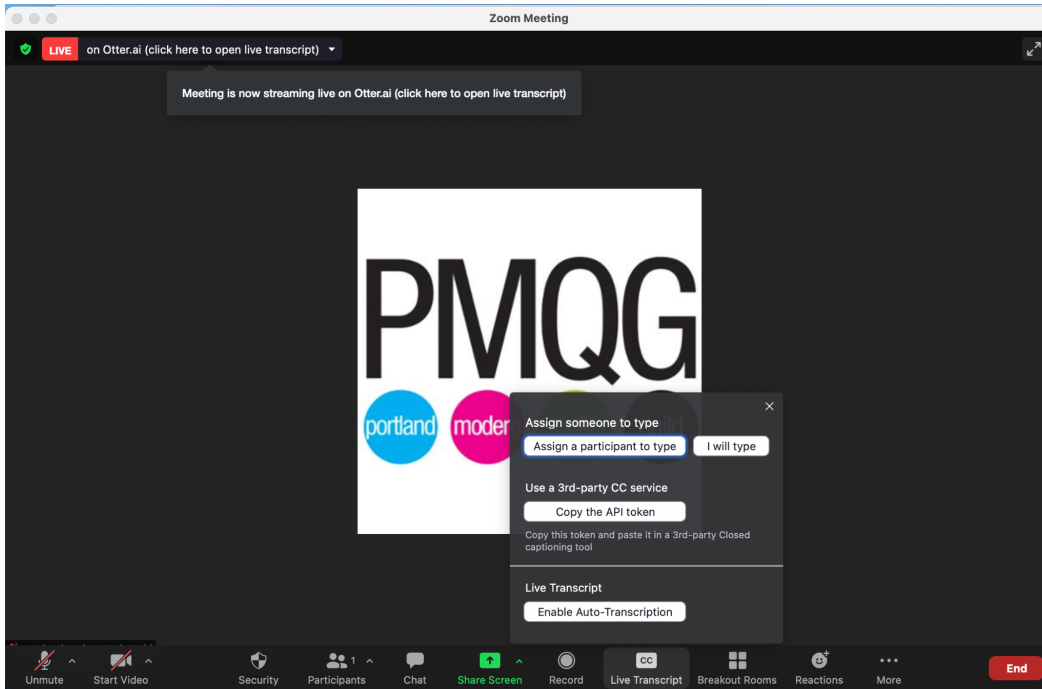 Zoom Meeting
LIVE on Otter.ai (click here to open live transcript)
Meeting is now streaming live on Otter.ai (click here to open live transcript)
PMQG
portland moder
Assign someone to type
Assign a participant to type I will type
Use a 3rd-party CC service
Copy the API token
Copy this token and paste it in a 3rd-party Closed
captioning tool
Live Transcript
Enable Auto-Transcription
1
CC
Unmute Start Video Security Participants Chat Share Screen Record Live Transcript Breakout Rooms Reactions More End